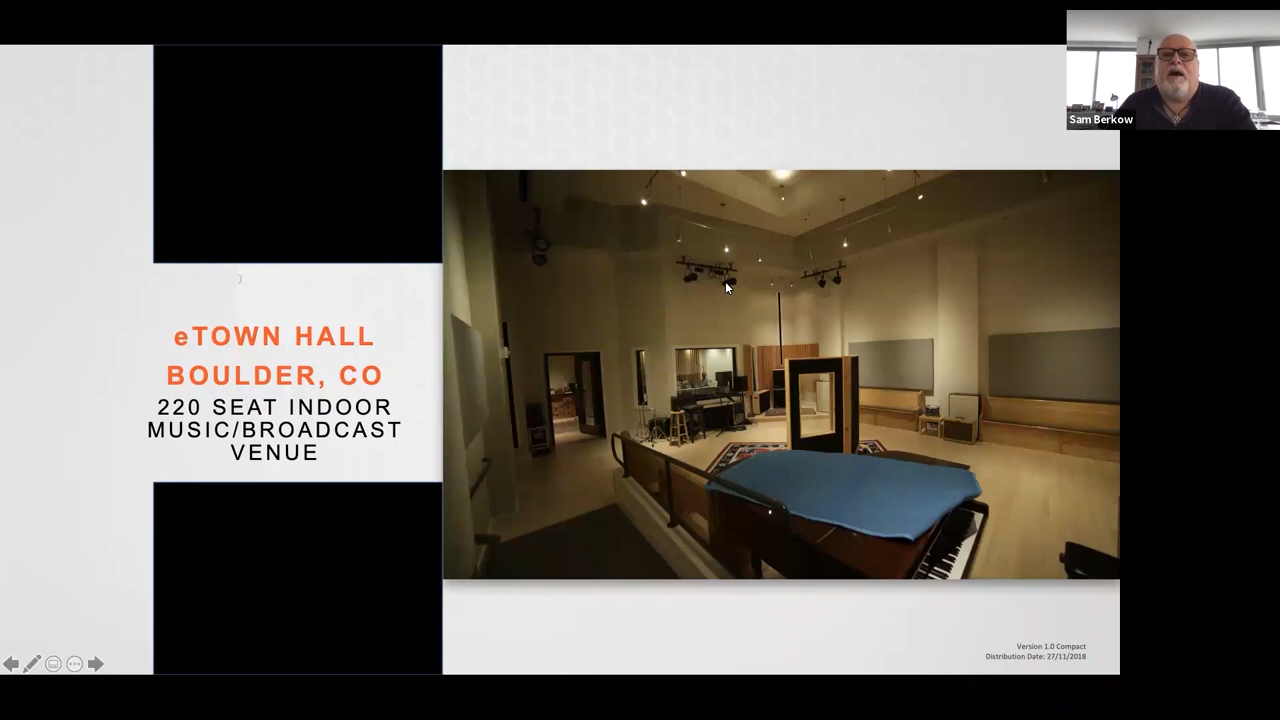 Sam Berkow
eTOWN HALL
BOULDER, CO
220 SEAT INDOOR
MUSIC/BROADCAST
VENUE
Version 1.0 Compact
Distribution Date: 27/11/2018